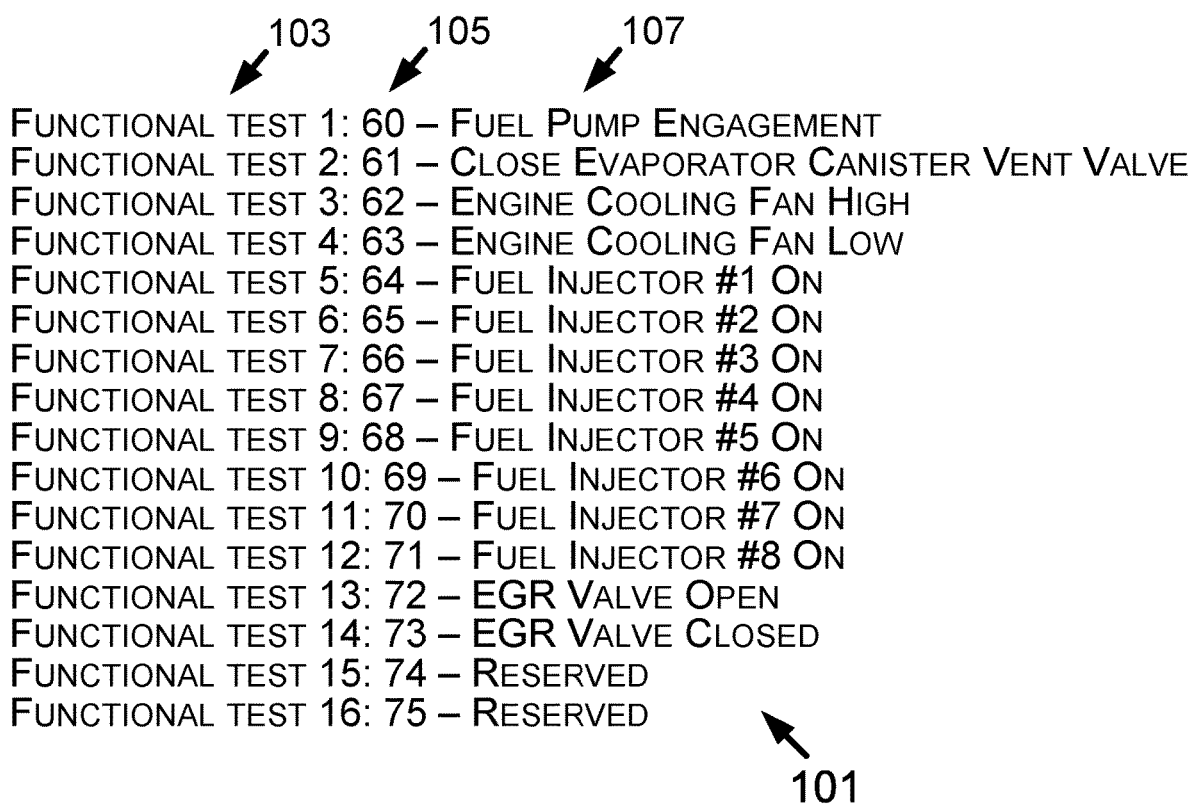 103 105 107
FUNCTIONAL TEST 1: 60 – FUEL PUMP ENGAGEMENT
FUNCTIONAL TEST 2: 61 – CLOSE EVAPORATOR CANISTER VENT VALVE
FUNCTIONAL TEST 3: 62 – ENGINE COOLING FAN HIGH
FUNCTIONAL TEST 4: 63 – ENGINE COOLING FAN LOW
FUNCTIONAL TEST 5: 64 – FUEL INJECTOR #1 ON
FUNCTIONAL TEST 6: 65 – FUEL INJECTOR #2 ON
FUNCTIONAL TEST 7: 66 – FUEL INJECTOR #3 ON
FUNCTIONAL TEST 8: 67 – FUEL INJECTOR #4 ON
FUNCTIONAL TEST 9: 68 – FUEL INJECTOR #5 ON
FUNCTIONAL TEST 10: 69 – FUEL INJECTOR #6 ON
FUNCTIONAL TEST 11: 70 – FUEL INJECTOR #7 ON
FUNCTIONAL TEST 12: 71 – FUEL INJECTOR #8 ON
FUNCTIONAL TEST 13: 72 – EGR VALVE OPEN
FUNCTIONAL TEST 14: 73 – EGR VALVE CLOSED
FUNCTIONAL TEST 15: 74 – RESERVED
FUNCTIONAL TEST 16: 75 – RESERVED
101